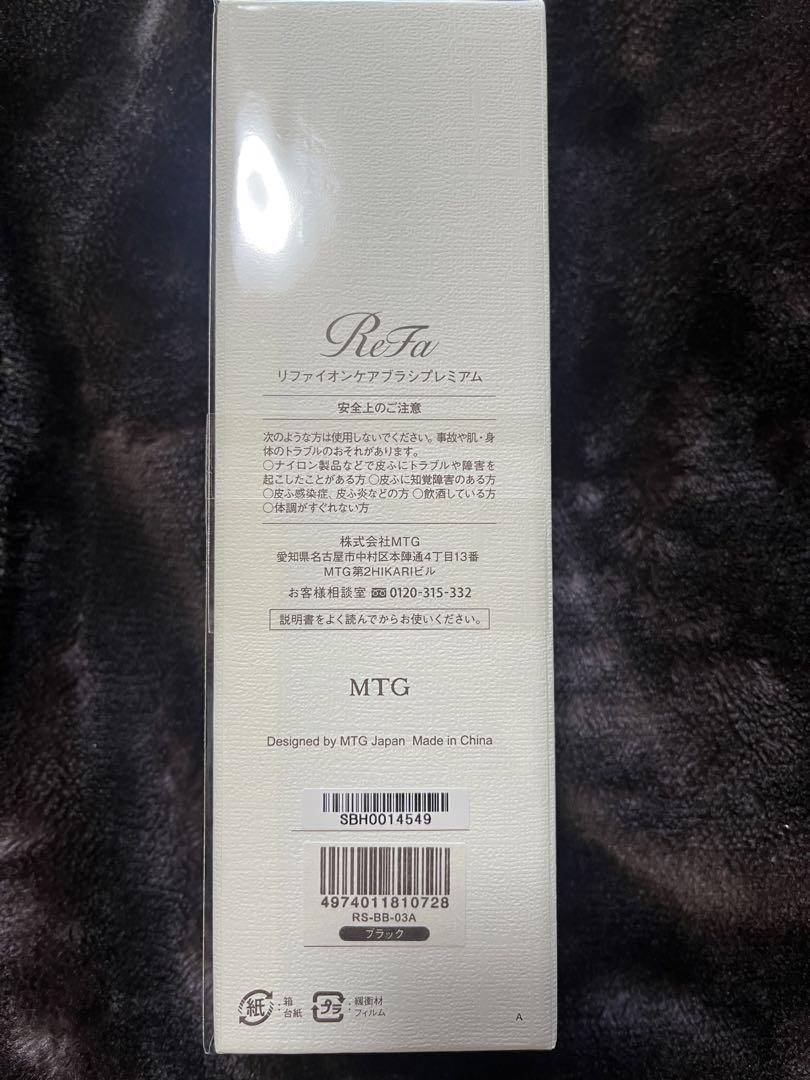 ReFa
リファイオンケアブラシプレミアム
安全上のご注意
次のような方は使用しないでください。事故や肌・身
体のトラブルのおそれがあります。
○ナイロン製品などで皮ふにトラブルや障害を
起こしたことがある方 ○皮ふに知覚障害のある方
○皮ふ感染症、皮ふ炎などの方 ○飲酒している方
○体調がすぐれない方
株式会社MTG
愛知県名古屋市中村区本陣通4丁目13番
MTG第2HIKARIビル
お客様相談室 0120-315-332
説明書をよく読んでからお使いください。
MTG
Designed by MTG Japan Made in China
SBH0014549
4974011810728
RS-BB-03A
ブラック
紙 : 箱
台紙
プラ : 緩衝材
フィルム
A